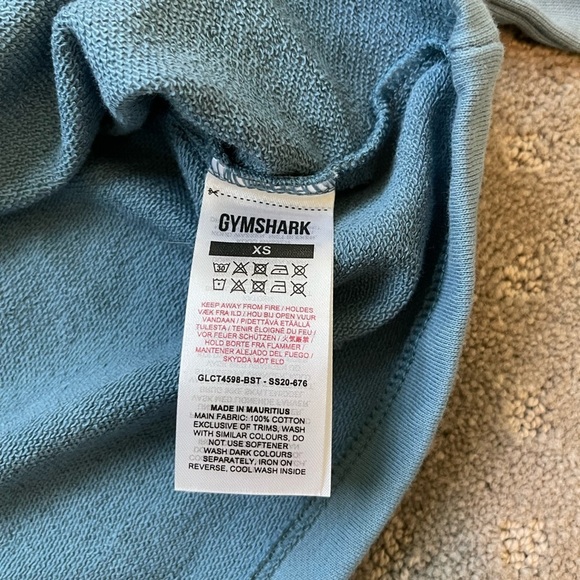 GYMSHARK
XS
KEEP AWAY FROM FIRE / HOLDES
VÆK FRA ILD / HOU BIJ OPEN VUUR
VANDAAN / PIDETTÄVÄ ETÄÄLLÄ
TULESTA / TENIR ÉLOIGNÉ DU FEU /
VOR FEUER SCHÜTZEN / 火気厳禁 /
HOLD BORTE FRA FLAMMER /
MANTENER ALEJADO DEL FUEGO /
SKYDDA MOT ELD
GLCT4598-BST - SS20-676
MADE IN MAURITIUS
MAIN FABRIC: 100% COTTON
EXCLUSIVE OF TRIMS, WASH
WITH SIMILAR COLOURS, DO
NOT USE SOFTENER
WASH DARK COLOURS
SEPARATELY, IRON ON
REVERSE, COOL WASH INSIDE